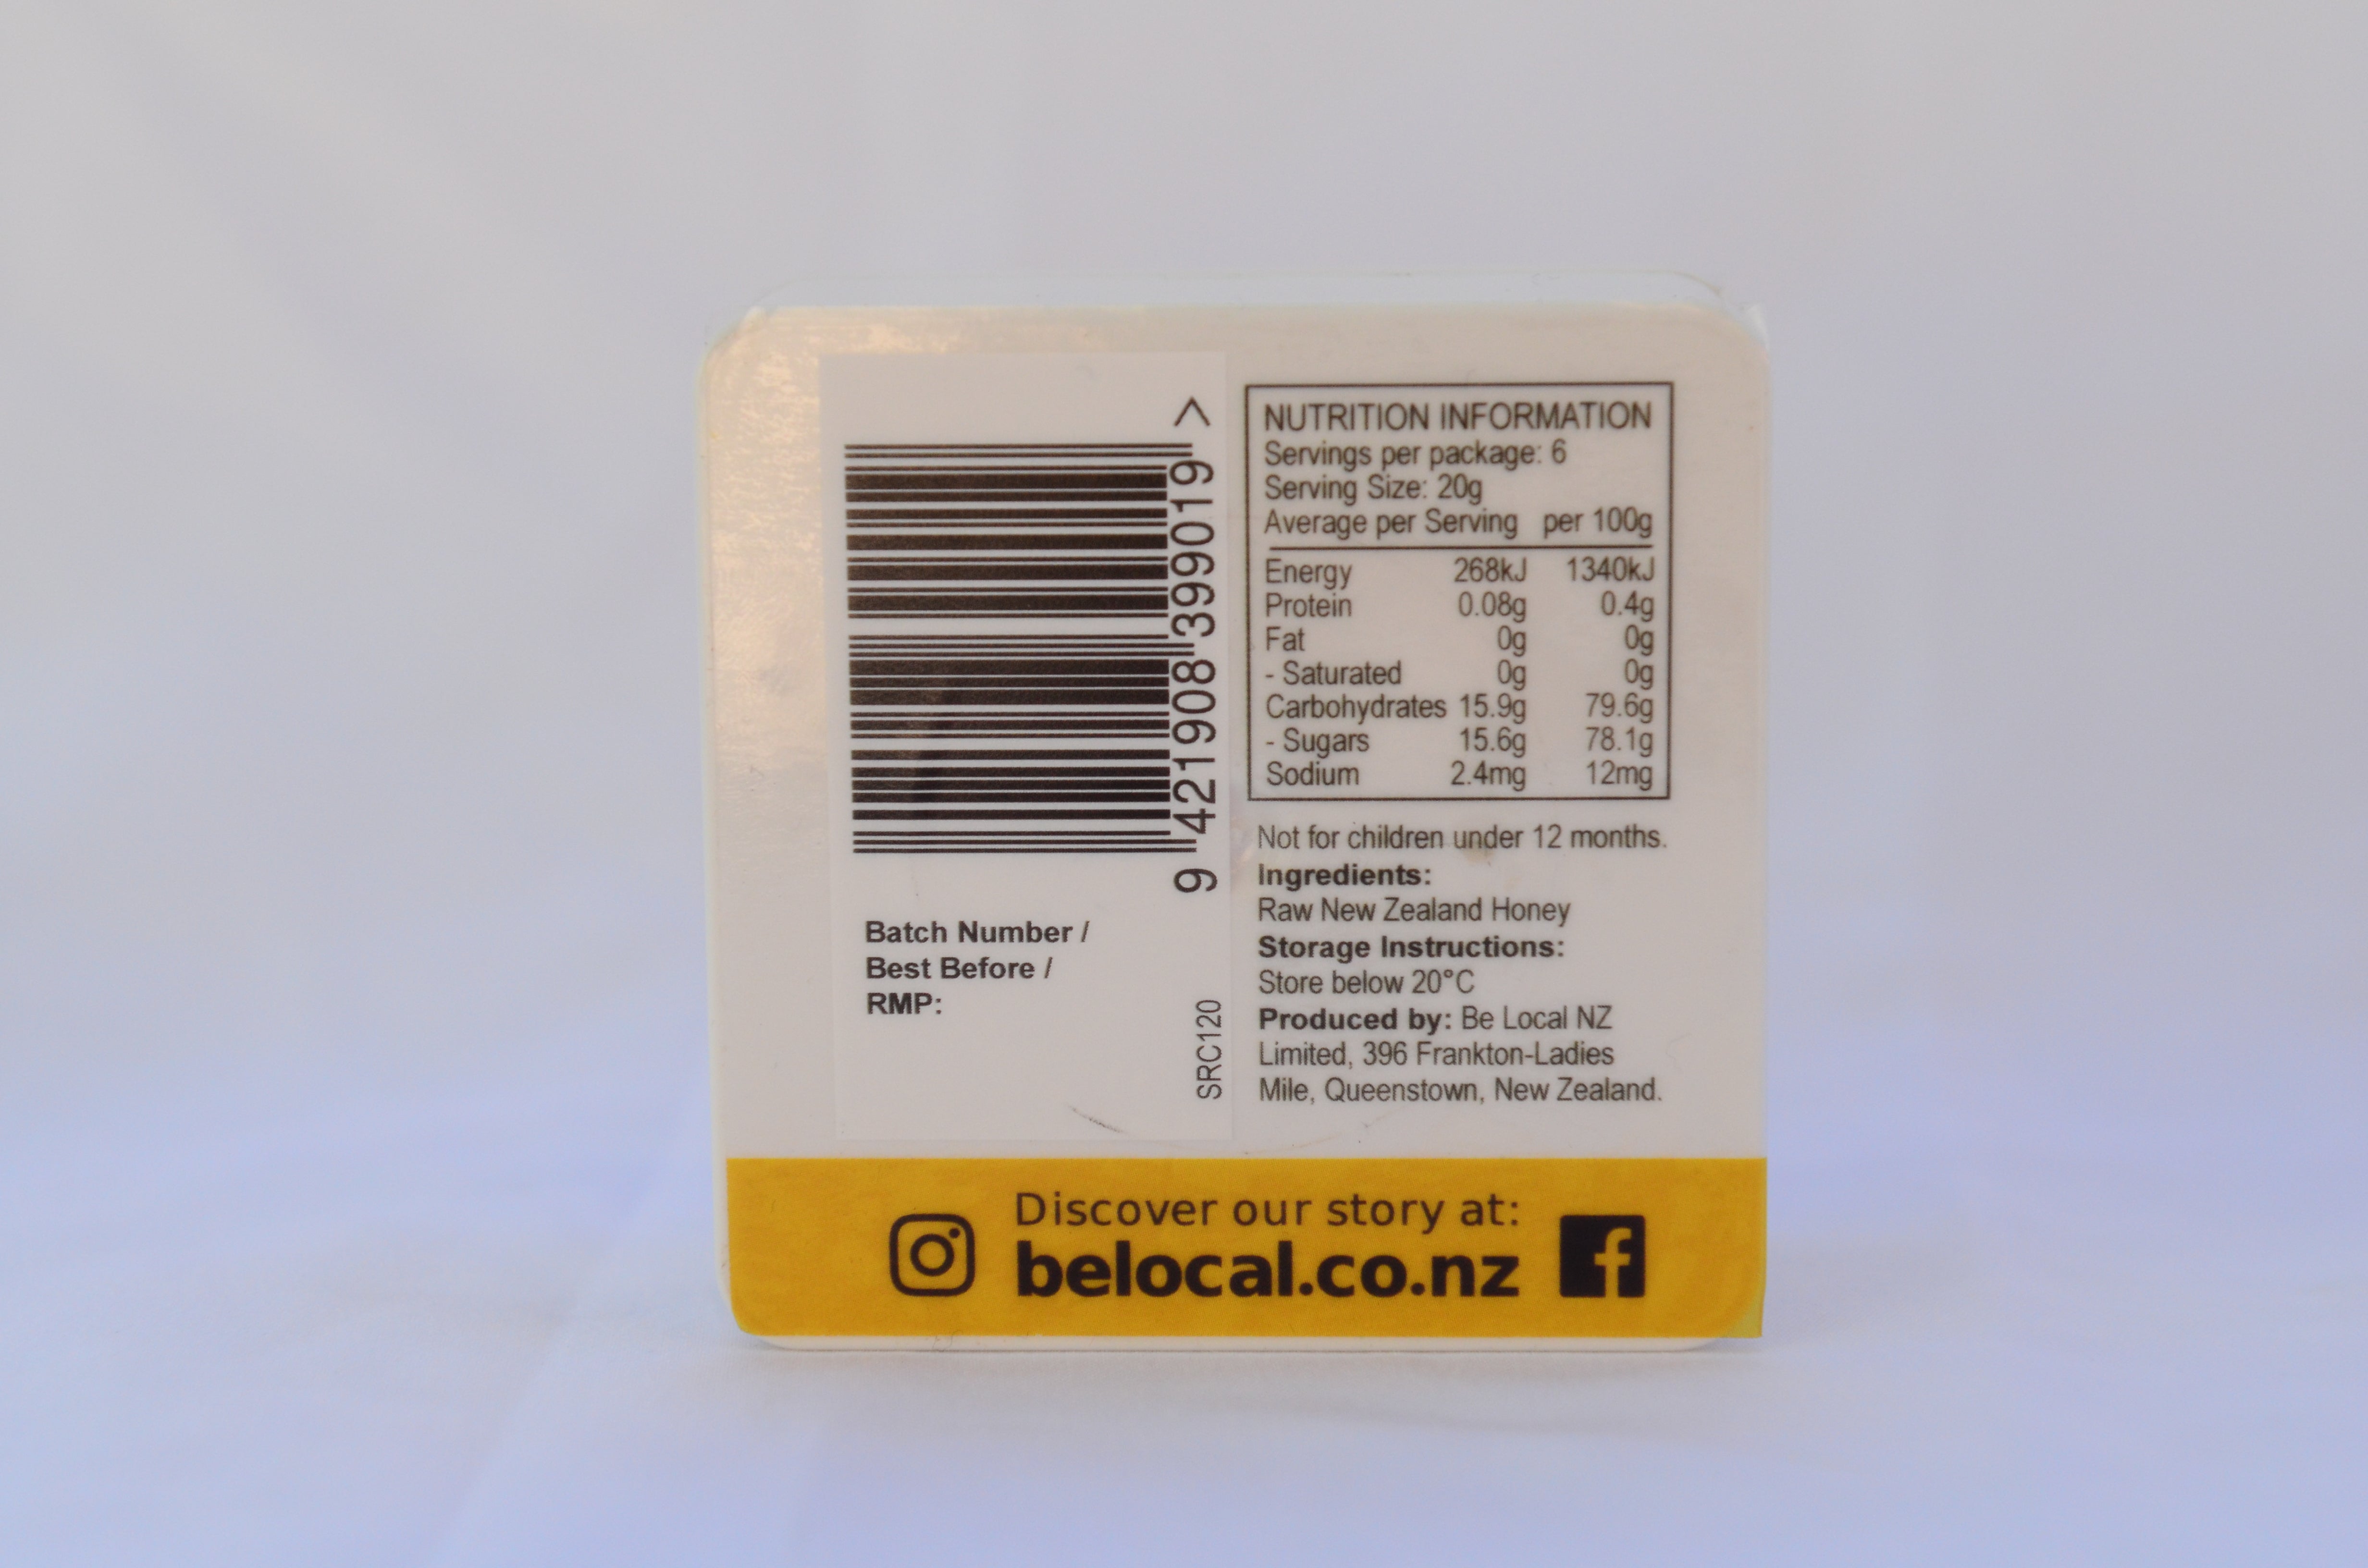 9 421908 399019 >
Batch Number /
Best Before /
RMP:
SRC120
NUTRITION INFORMATION
Servings per package: 6
Serving Size: 20g
Average per Serving per 100g
Energy 268kJ 1340kJ
Protein 0.08g 0.4g
Fat 0g 0g
- Saturated 0g 0g
Carbohydrates 15.9g 79.6g
- Sugars 15.6g 78.1g
Sodium 2.4mg 12mg
Not for children under 12 months.
Ingredients:
Raw New Zealand Honey
Storage Instructions:
Store below 20°C
Produced by: Be Local NZ
Limited, 396 Frankton-Ladies
Mile, Queenstown, New Zealand.
Discover our story at:
belocal.co.nz